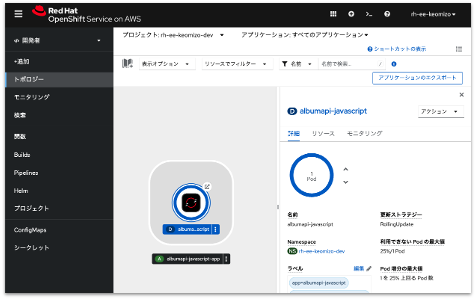 Red Hat
OpenShift Service on AWS
rh-ee-keomizo
開発者
+追加
トポロジー
モニタリング
検索
関数
Builds
Pipelines
Helm
プロジェクト
ConfigMaps
シークレット
プロジェクト: rh-ee-keomizo-dev
アプリケーション: すべてのアプリケーション
ショートカットの表示
表示オプション
リソースでフィルター
名前
名前で検索...
/
アプリケーションのエクスポート
D albuma...script
A albumapi-javascript-app
D albumapi-javascript
アクション
詳細 リソース モニタリング
1
Pod
名前
albumapi-javascript
更新ストラテジー
RollingUpdate
Namespace
NS rh-ee-keomizo-dev
利用できない Pod の最大値
25%/1Pod
ラベル
編集
app=albumapi-javascript
Pod 増分の最大値
1 を 25% 上回る Pod 数